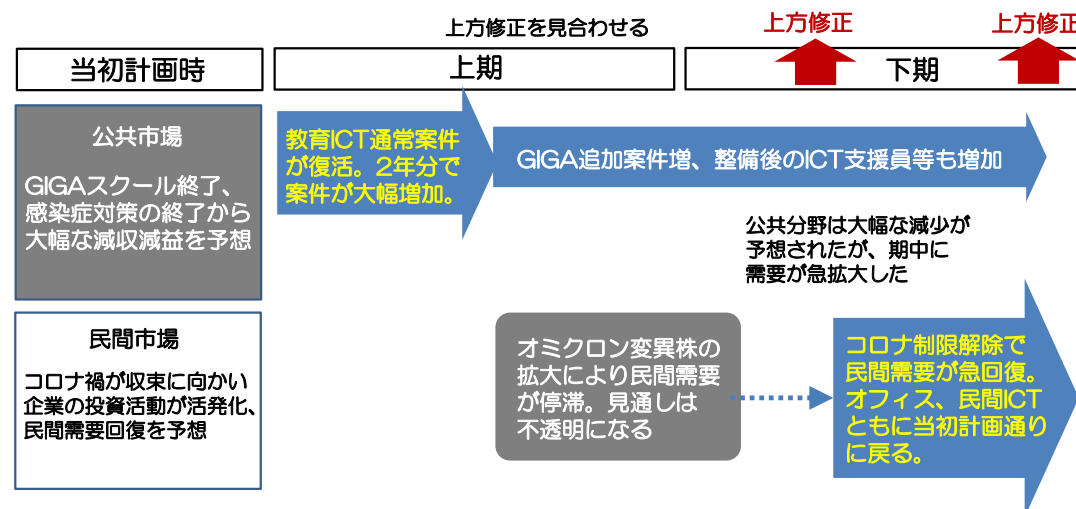 上方修正を見合わせる
上方修正
上方修正
当初計画時
上期
下期
公共市場
GIGAスクール終了、
感染症対策の終了から
大幅な減収減益を予想
教育ICT通常案件
が復活。2年分で
案件が大幅増加。
GIGA追加案件増、整備後のICT支援員等も増加
公共分野は大幅な減少が
予想されたが、期中に
需要が急拡大した
民間市場
コロナ禍が収束に向かい
企業の投資活動が活発化、
民間需要回復を予想
オミクロン変異株の
拡大により民間需要
が停滞。見通しは
不透明になる
コロナ制限解除で
民間需要が急回復。
オフィス、民間ICT
ともに当初計画通り
に戻る。